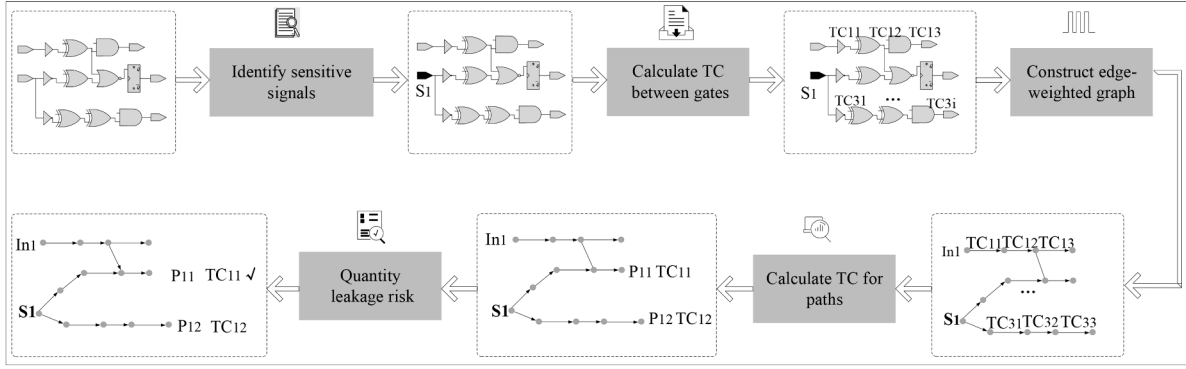 Identify sensitive
signals
S1
Calculate TC
between gates
TC11 TC12 TC13
S1
TC31 ... TC3i
Construct edge-
weighted graph
In1
P11 TC11 ✓
S1
P12 TC12
Quantity
leakage risk
In1
P11 TC11
S1
P12 TC12
Calculate TC for
paths
In1 TC11 TC12 TC13
...
S1
TC31 TC32 TC33